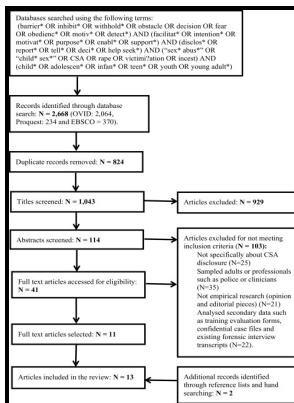 Databases searched using the following terms:
(barrier* OR inhibit* OR withhold* OR obstacle OR decision OR fear
OR obedienc* OR motiv* OR detect*) AND (facilitat* OR intention* OR
motivat* OR purpose* OR enabl* OR support*) AND (disclos* OR
report* OR tell* OR deci* OR help seek*) AND ("sex* abus*" OR
"child* sex*" OR CSA OR rape OR victimi?ation OR incest) AND
(child* OR adolescen* OR infan* OR teen* OR youth OR young adult*)
Records identified through database
search: N = 2,668 (OVID: 2,064,
Proquest: 234 and EBSCO = 370).
Duplicate records removed: N = 824
Titles screened: N = 1,043
Articles excluded: N = 929
Abstracts screened: N = 114
Articles excluded for not meeting
inclusion criteria (N = 103):
Not specifically about CSA
disclosure (N=25)
Sampled adults or professionals
such as police or clinicians
(N=35)
Not empirical research (opinion
and editorial pieces) (N=21)
Analysed secondary data such
as training evaluation forms,
confidential case files and
existing forensic interview
transcripts (N=22).
Full text articles accessed for eligibility:
N = 41
Full text articles selected: N = 11
Articles included in the review: N = 13
Additional records identified
through reference lists and hand
searching: N = 2